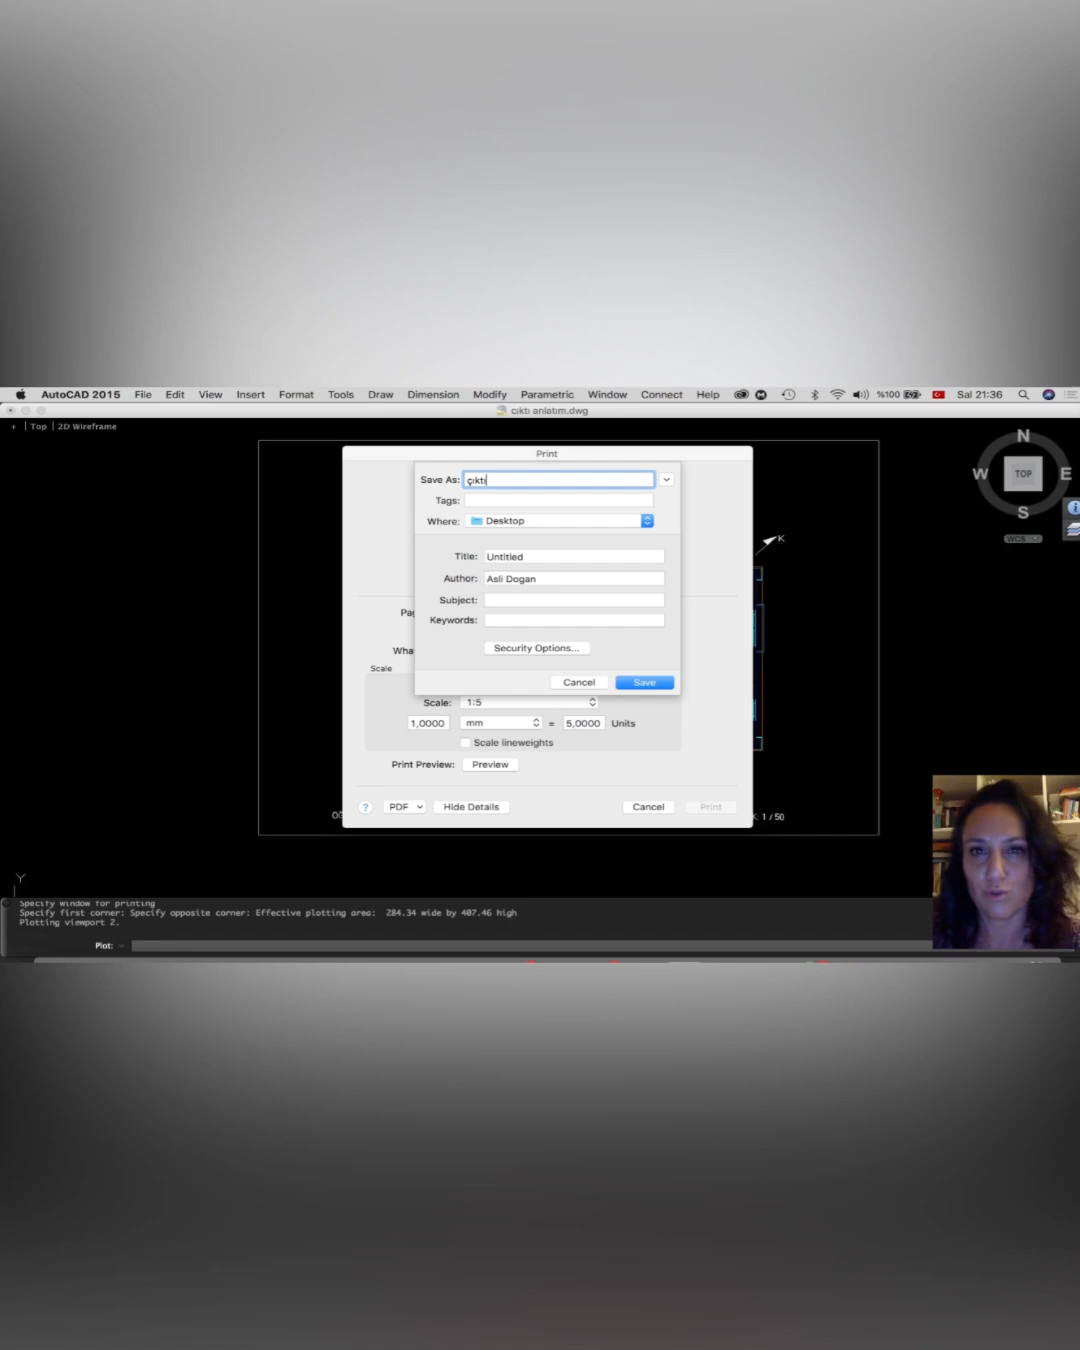 AutoCAD 2015 File Edit View Insert Format Tools Draw Dimension Modify Parametric Window Connect Help %100 Sal 21:36
çıktı anlatım.dwg
+ | Top | 2D Wireframe
N
W TOP E
S
WCS
Print
Save As: çıktı
Tags:
Where: Desktop
Title: Untitled
Author: Asli Dogan
Subject:
Keywords:
Security Options...
Cancel Save
Scale
Scale: 1:5
1,0000 mm = 5,0000 Units
Scale lineweights
Print Preview: Preview
? PDF Hide Details Cancel Print
K
: 1 / 50
Y
Specify window for printing
Specify first corner: Specify opposite corner: Effective plotting area: 284.34 wide by 407.46 high
Plotting viewport 2.
Plot: